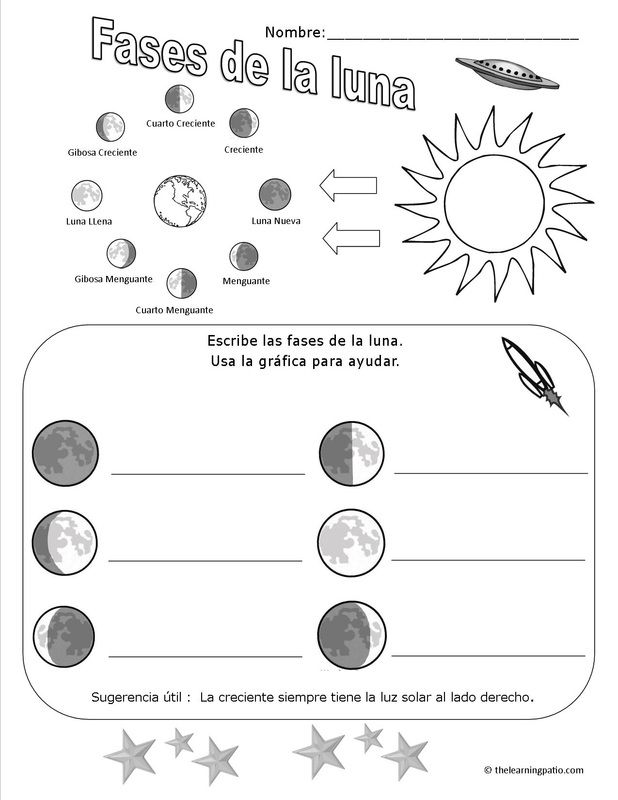 Nombre:______________________________
Fases de la luna
Cuarto Creciente
Gibosa Creciente
Creciente
Luna LLena
Luna Nueva
Gibosa Menguante
Menguante
Cuarto Menguante
Escribe las fases de la luna.
Usa la gráfica para ayudar.
Sugerencia útil : La creciente siempre tiene la luz solar al lado derecho.
© thelearningpatio.com